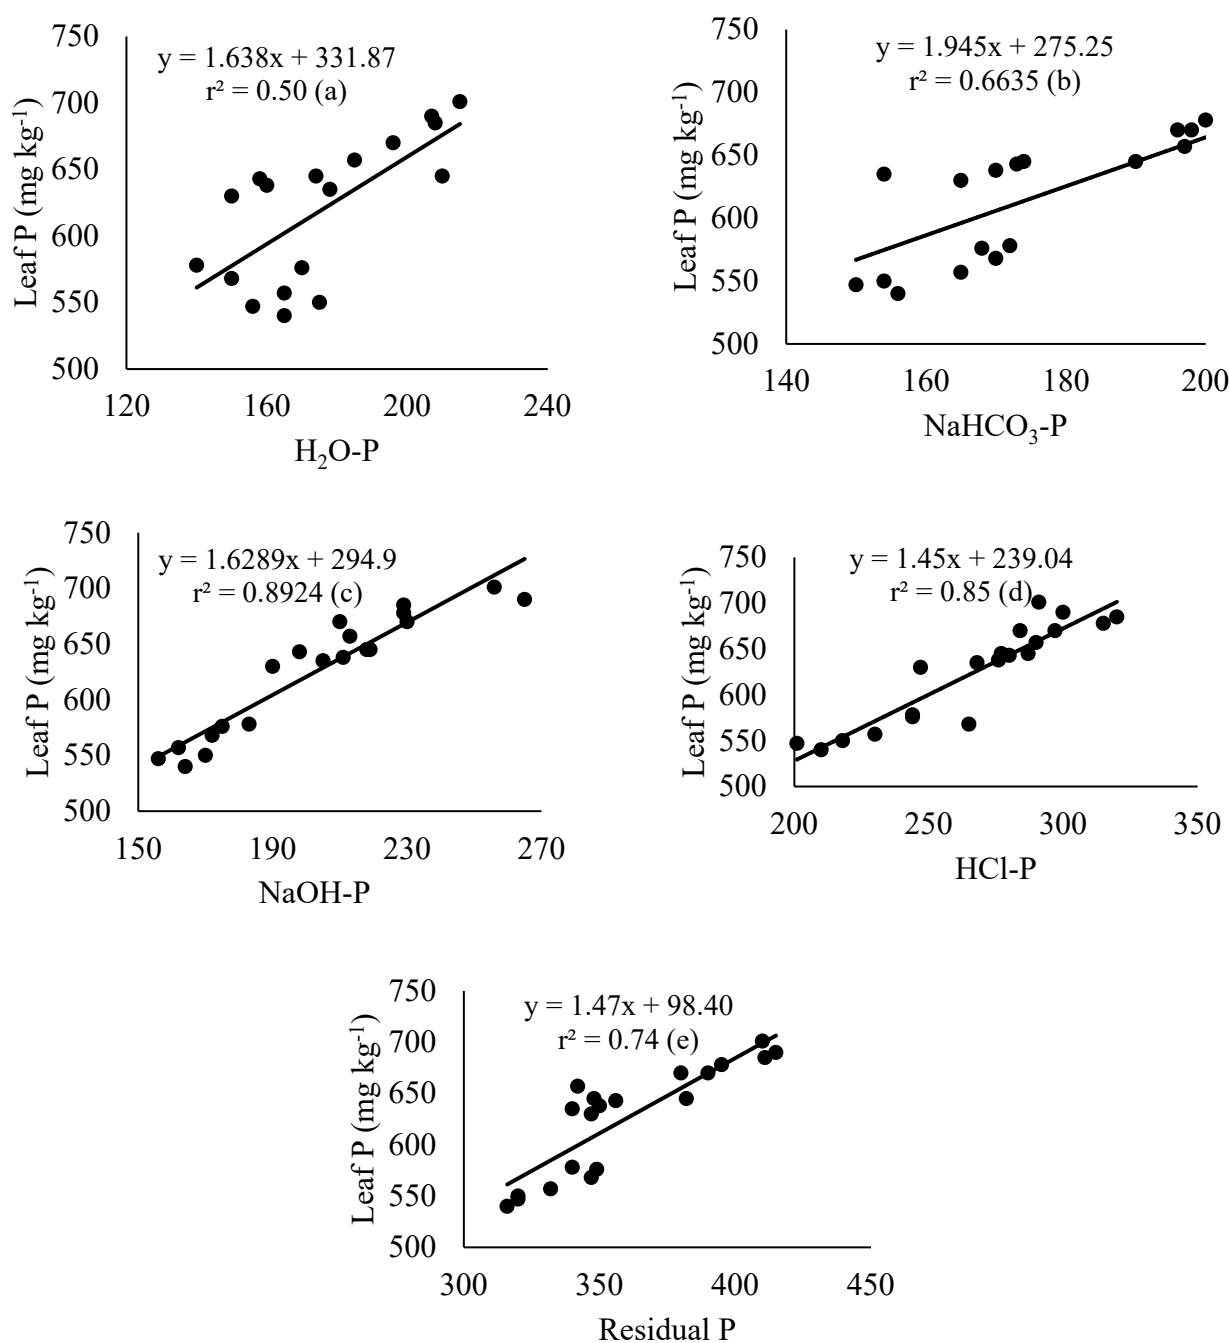 y = 1.638x + 331.87
r² = 0.50 (a)
Leaf P (mg kg⁻¹)
750
700
650
600
550
500
120 160 200 240
H₂O-P
y = 1.945x + 275.25
r² = 0.6635 (b)
Leaf P (mg kg⁻¹)
750
700
650
600
550
500
140 160 180 200
NaHCO₃-P
y = 1.6289x + 294.9
r² = 0.8924 (c)
Leaf P (mg kg⁻¹)
750
700
650
600
550
500
150 190 230 270
NaOH-P
y = 1.45x + 239.04
r² = 0.85 (d)
Leaf P (mg kg⁻¹)
750
700
650
600
550
500
200 250 300 350
HCl-P
y = 1.47x + 98.40
r² = 0.74 (e)
Leaf P (mg kg⁻¹)
750
700
650
600
550
500
300 350 400 450
Residual P